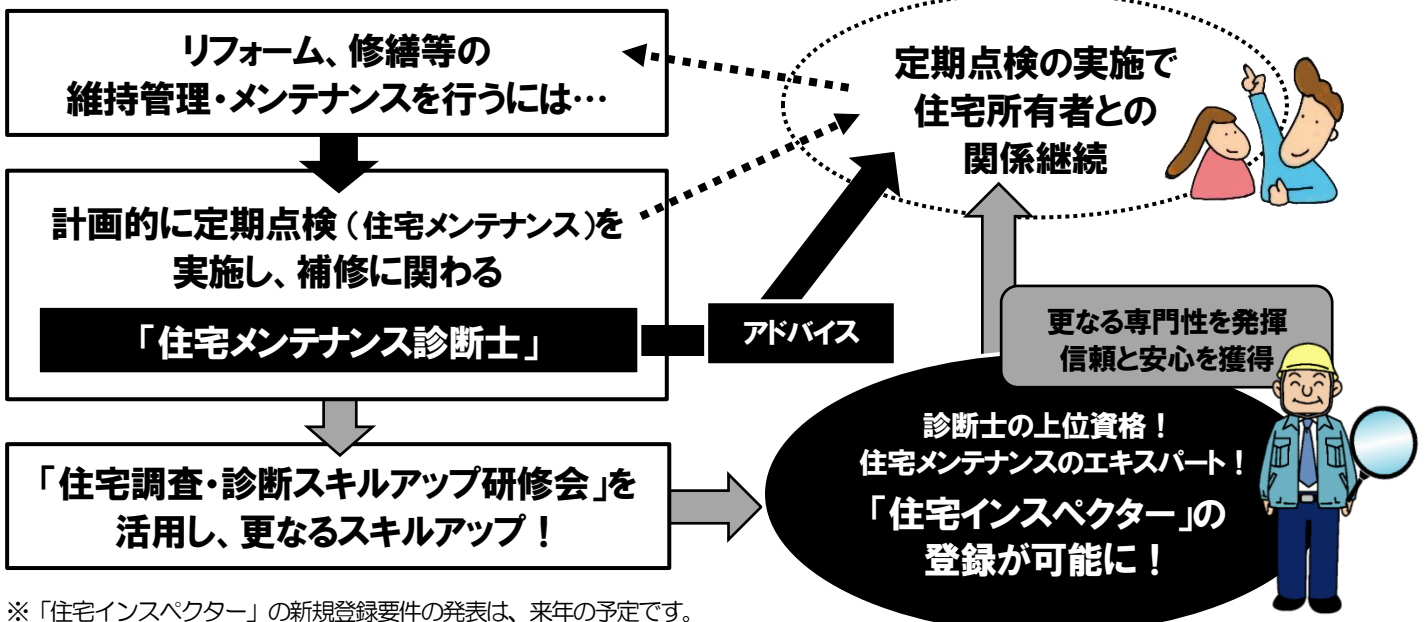 リフォーム、修繕等の
維持管理・メンテナンスを行うには…
定期点検の実施で
住宅所有者との
関係継続
計画的に定期点検(住宅メンテナンス)を
実施し、補修に関わる
「住宅メンテナンス診断士」
アドバイス
更なる専門性を発揮
信頼と安心を獲得
「住宅調査・診断スキルアップ研修会」を
活用し、更なるスキルアップ！
診断士の上位資格！
住宅メンテナンスのエキスパート！
「住宅インスペクター」の
登録が可能に！
※「住宅インスペクター」の新規登録要件の発表は、来年の予定です。